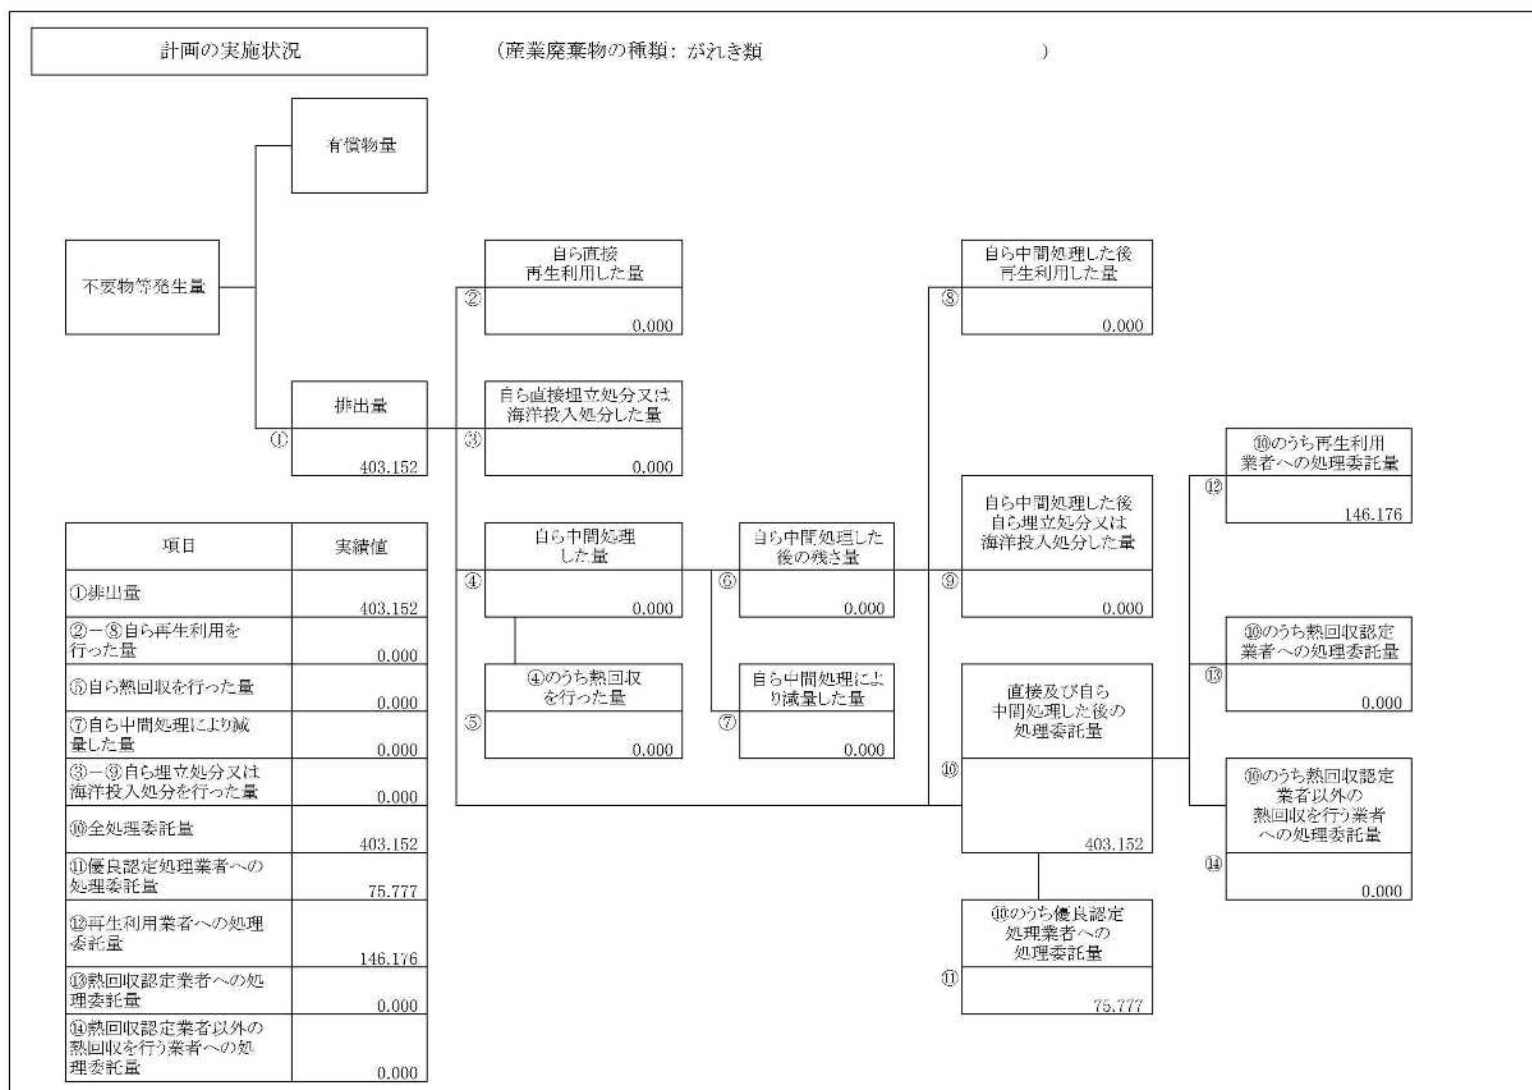 計画の実施状況
(産業廃棄物の種類: がれき類 )
有償物量
不要物等発生量
自ら直接
再生利用した量
②
0.000
自ら中間処理した後
再生利用した量
⑧
0.000
排出量
①
403.152
自ら直接埋立処分又は
海洋投入処分した量
③
0.000
⑩のうち再生利用
業者への処理委託量
⑫
146.176
自ら中間処理
した量
④
0.000
自ら中間処理した
後の残さ量
⑥
0.000
自ら中間処理した後
自ら埋立処分又は
海洋投入処分した量
⑨
0.000
⑩のうち熱回収認定
業者への処理委託量
⑬
0.000
④のうち熱回収
を行った量
⑤
0.000
自ら中間処理によ
り減量した量
⑦
0.000
直接及び自ら
中間処理した後の
処理委託量
⑩
403.152
⑩のうち熱回収認定
業者以外の
熱回収を行う業者
への処理委託量
⑭
0.000
⑩のうち優良認定
処理業者への
処理委託量
⑪
75.777
項目 実績値
①排出量
403.152
②－⑧自ら再生利用を
行った量
0.000
⑤自ら熱回収を行った量
0.000
⑦自ら中間処理により減
量した量
0.000
③－⑨自ら埋立処分又は
海洋投入処分を行った量
0.000
⑩全処理委託量
403.152
⑪優良認定処理業者への
処理委託量
75.777
⑫再生利用業者への処理
委託量
146.176
⑬熱回収認定業者への処
理委託量
0.000
⑭熱回収認定業者以外の
熱回収を行う業者への処
理委託量
0.000